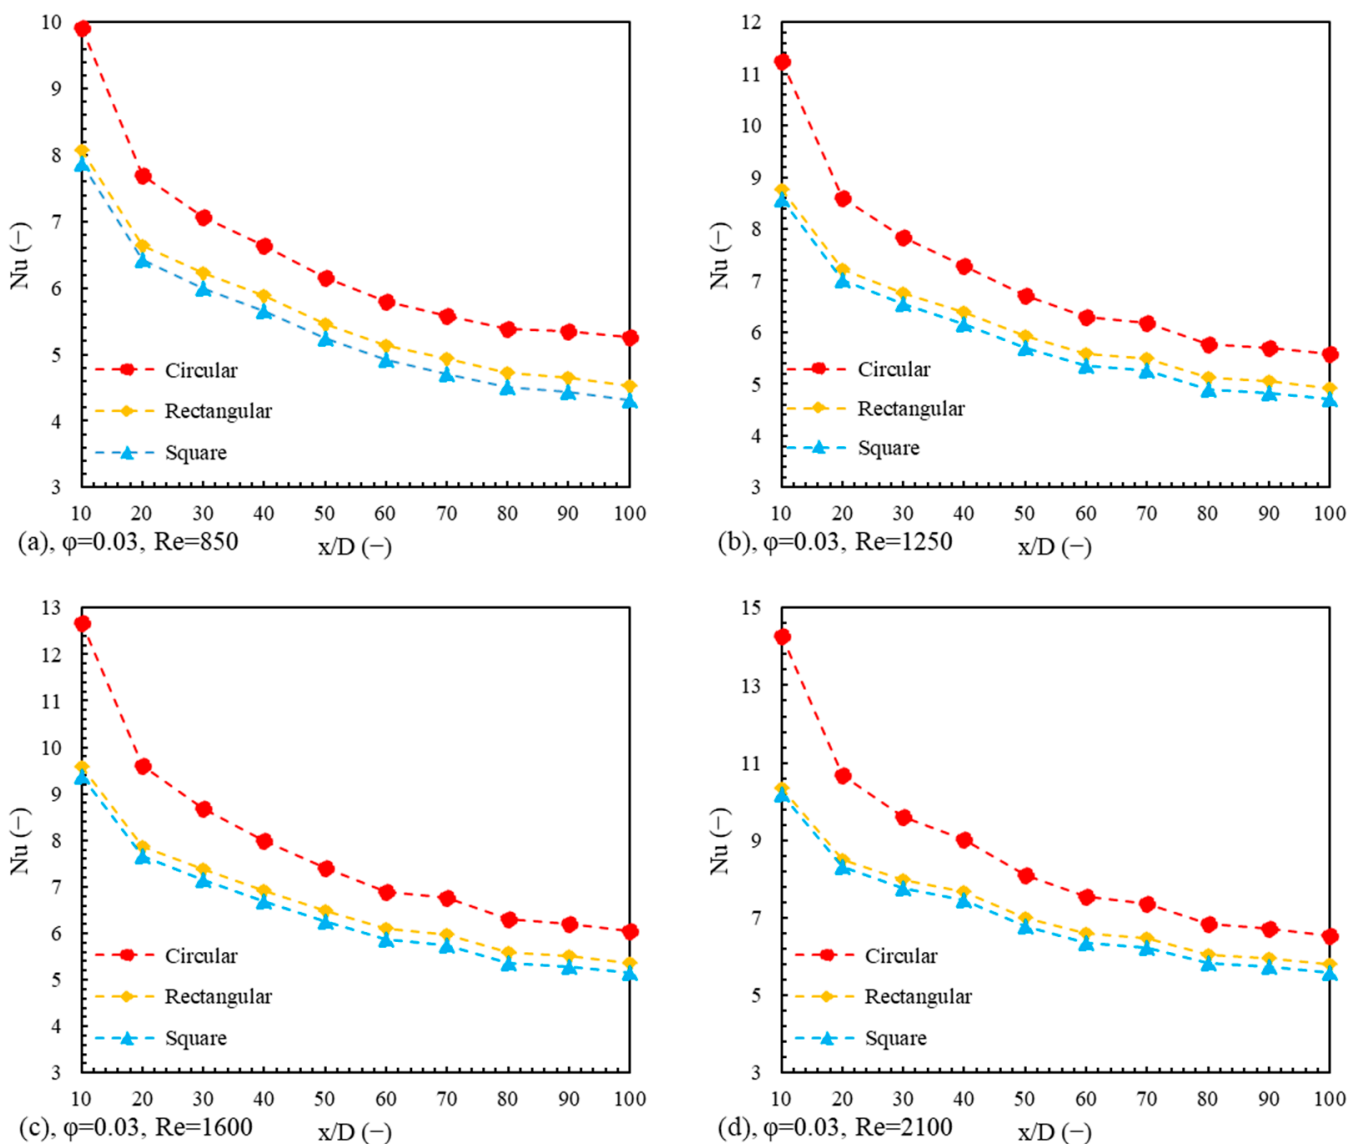 10
9
8
7
6
5
4
3
Nu (−)
Circular
Rectangular
Square
10 20 30 40 50 60 70 80 90 100
(a), φ=0.03, Re=850 x/D (−)
12
11
10
9
8
7
6
5
4
3
Nu (−)
Circular
Rectangular
Square
10 20 30 40 50 60 70 80 90 100
(b), φ=0.03, Re=1250 x/D (−)
13
12
11
10
9
8
7
6
5
4
3
Nu (−)
Circular
Rectangular
Square
10 20 30 40 50 60 70 80 90 100
(c), φ=0.03, Re=1600 x/D (−)
15
13
11
9
7
5
3
Nu (−)
Circular
Rectangular
Square
10 20 30 40 50 60 70 80 90 100
(d), φ=0.03, Re=2100 x/D (−)